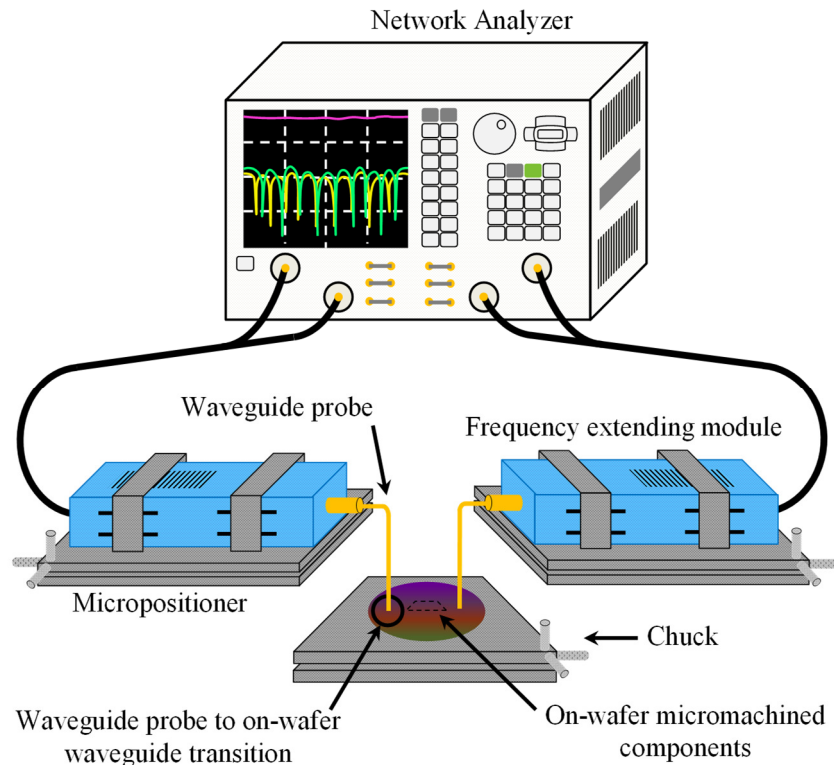 Network Analyzer
Waveguide probe
Frequency extending module
Micropositioner
Chuck
Waveguide probe to on-wafer
waveguide transition
On-wafer micromachined
components